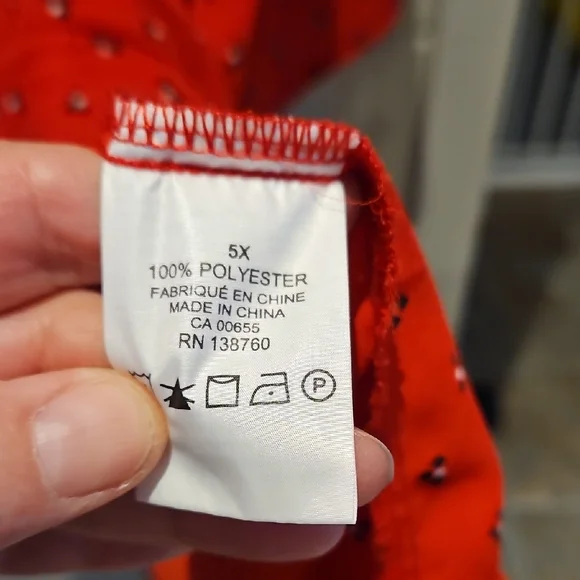 5X
100% POLYESTER
FABRIQUÉ EN CHINE
MADE IN CHINA
CA 00655
RN 138760
P